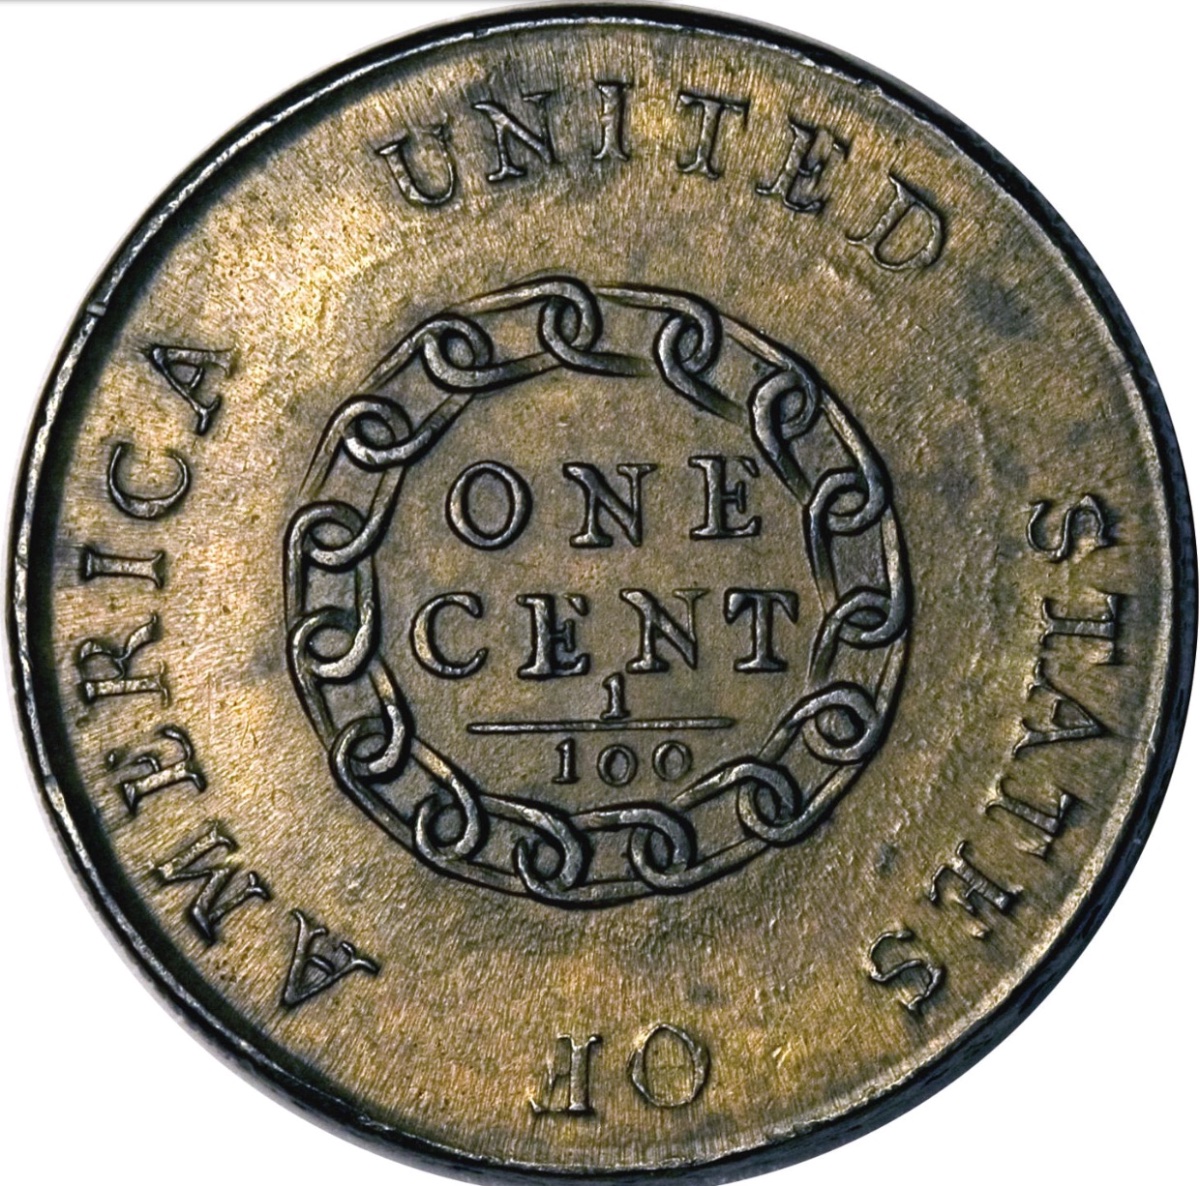 UNITED STATES OF AMERICA
ONE
CENT
1
100